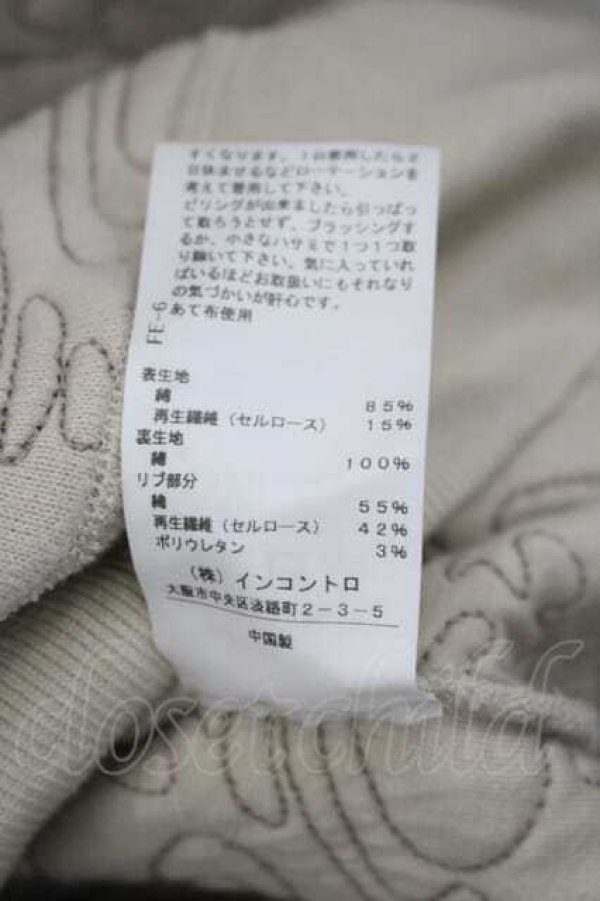 すくなります。1日着用したら2
日休ませるなどローテーションを
考えて着用して下さい。
ピリングが出来ましたら引っぱっ
て取ろうとせず、ブラッシングす
るか、小さなハサミで1つ1つ取
り除いて下さい。気に入っていれ
ばいるほどお取扱いにもそれなり
の気づかいが肝心です。
あて布使用
FE-6
表生地
綿 85%
再生繊維(セルロース) 15%
裏生地
綿 100%
リブ部分
綿 55%
再生繊維(セルロース) 42%
ポリウレタン 3%
(株)インコントロ
大阪市中央区淡路町2-3-5
中国製
closet child